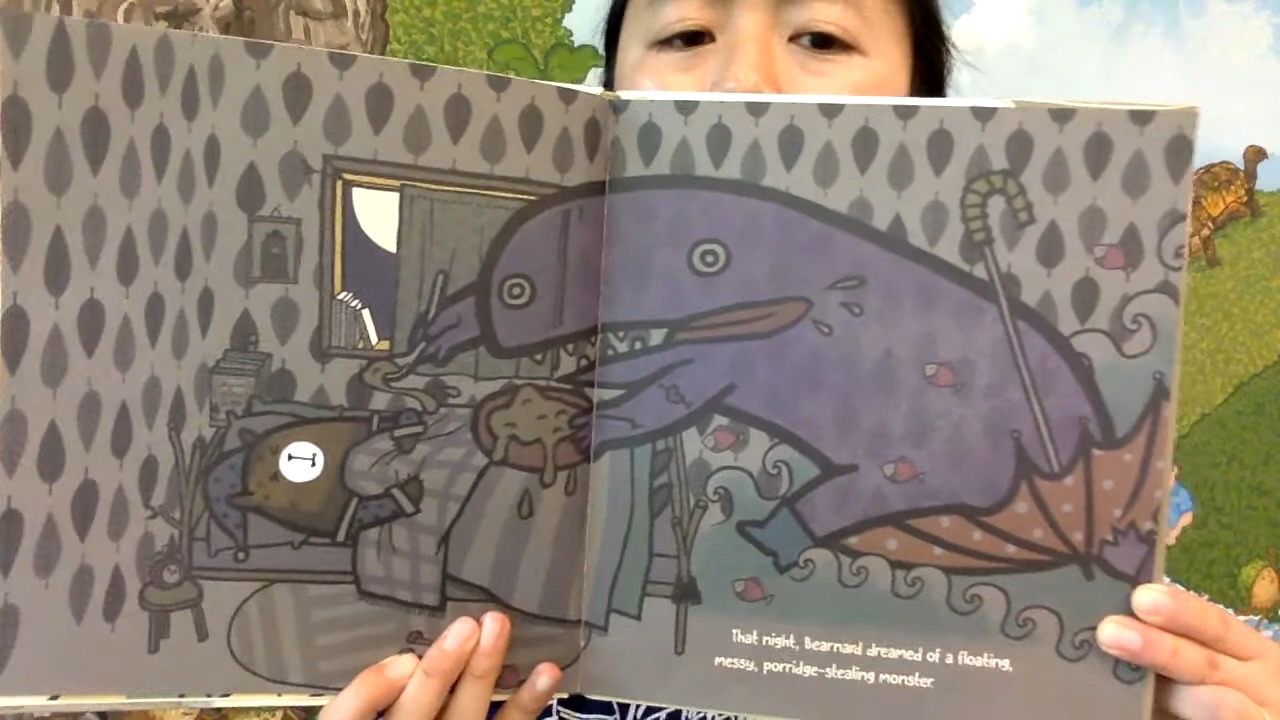 That night, Bearnard dreamed of a floating,
messy, porridge-stealing monster.